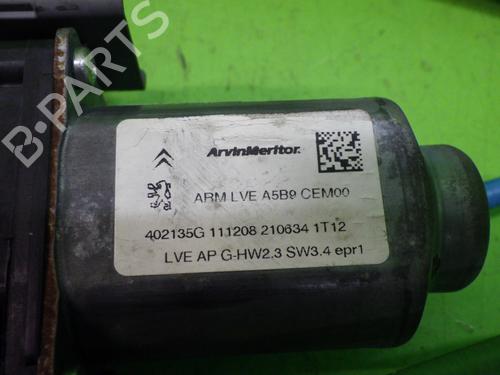 B-PARTS
ArvinMeritor.
ARM LVE A5B9 CEM00
402135G 111208 210634 1T12
LVE AP G-HW2.3 SW3.4 epr1